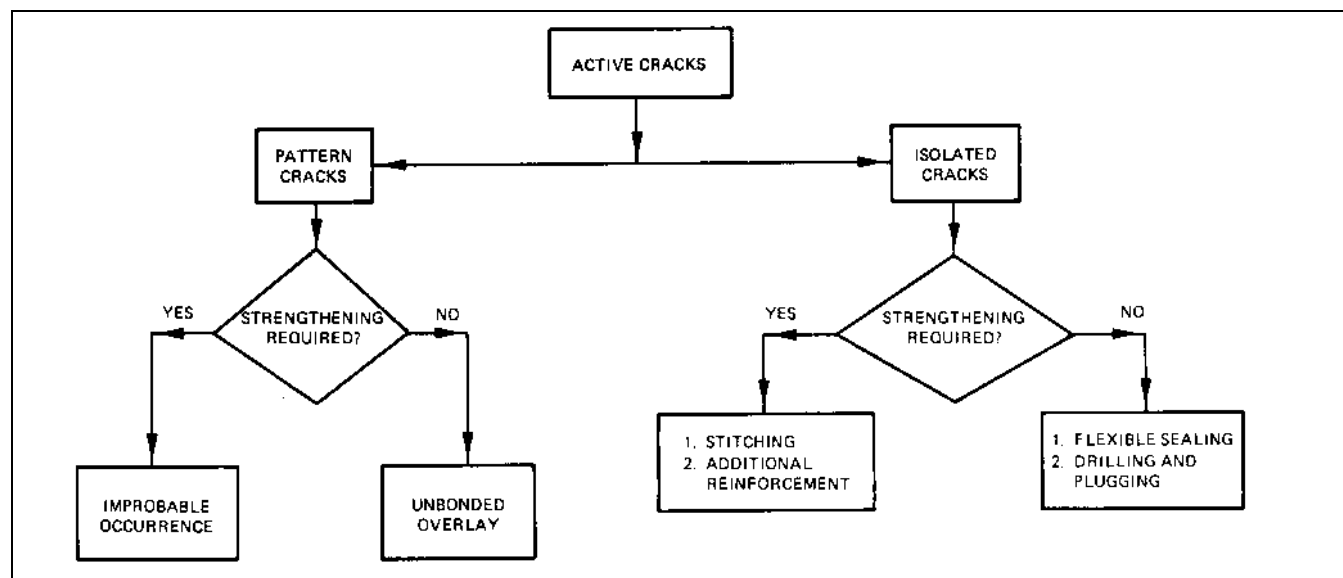 ACTIVE CRACKS
PATTERN
CRACKS
ISOLATED
CRACKS
YES
STRENGTHENING
REQUIRED?
NO
YES
STRENGTHENING
REQUIRED?
NO
IMPROBABLE
OCCURRENCE
UNBONDED
OVERLAY
1. STITCHING
2. ADDITIONAL
REINFORCEMENT
1. FLEXIBLE SEALING
2. DRILLING AND
PLUGGING